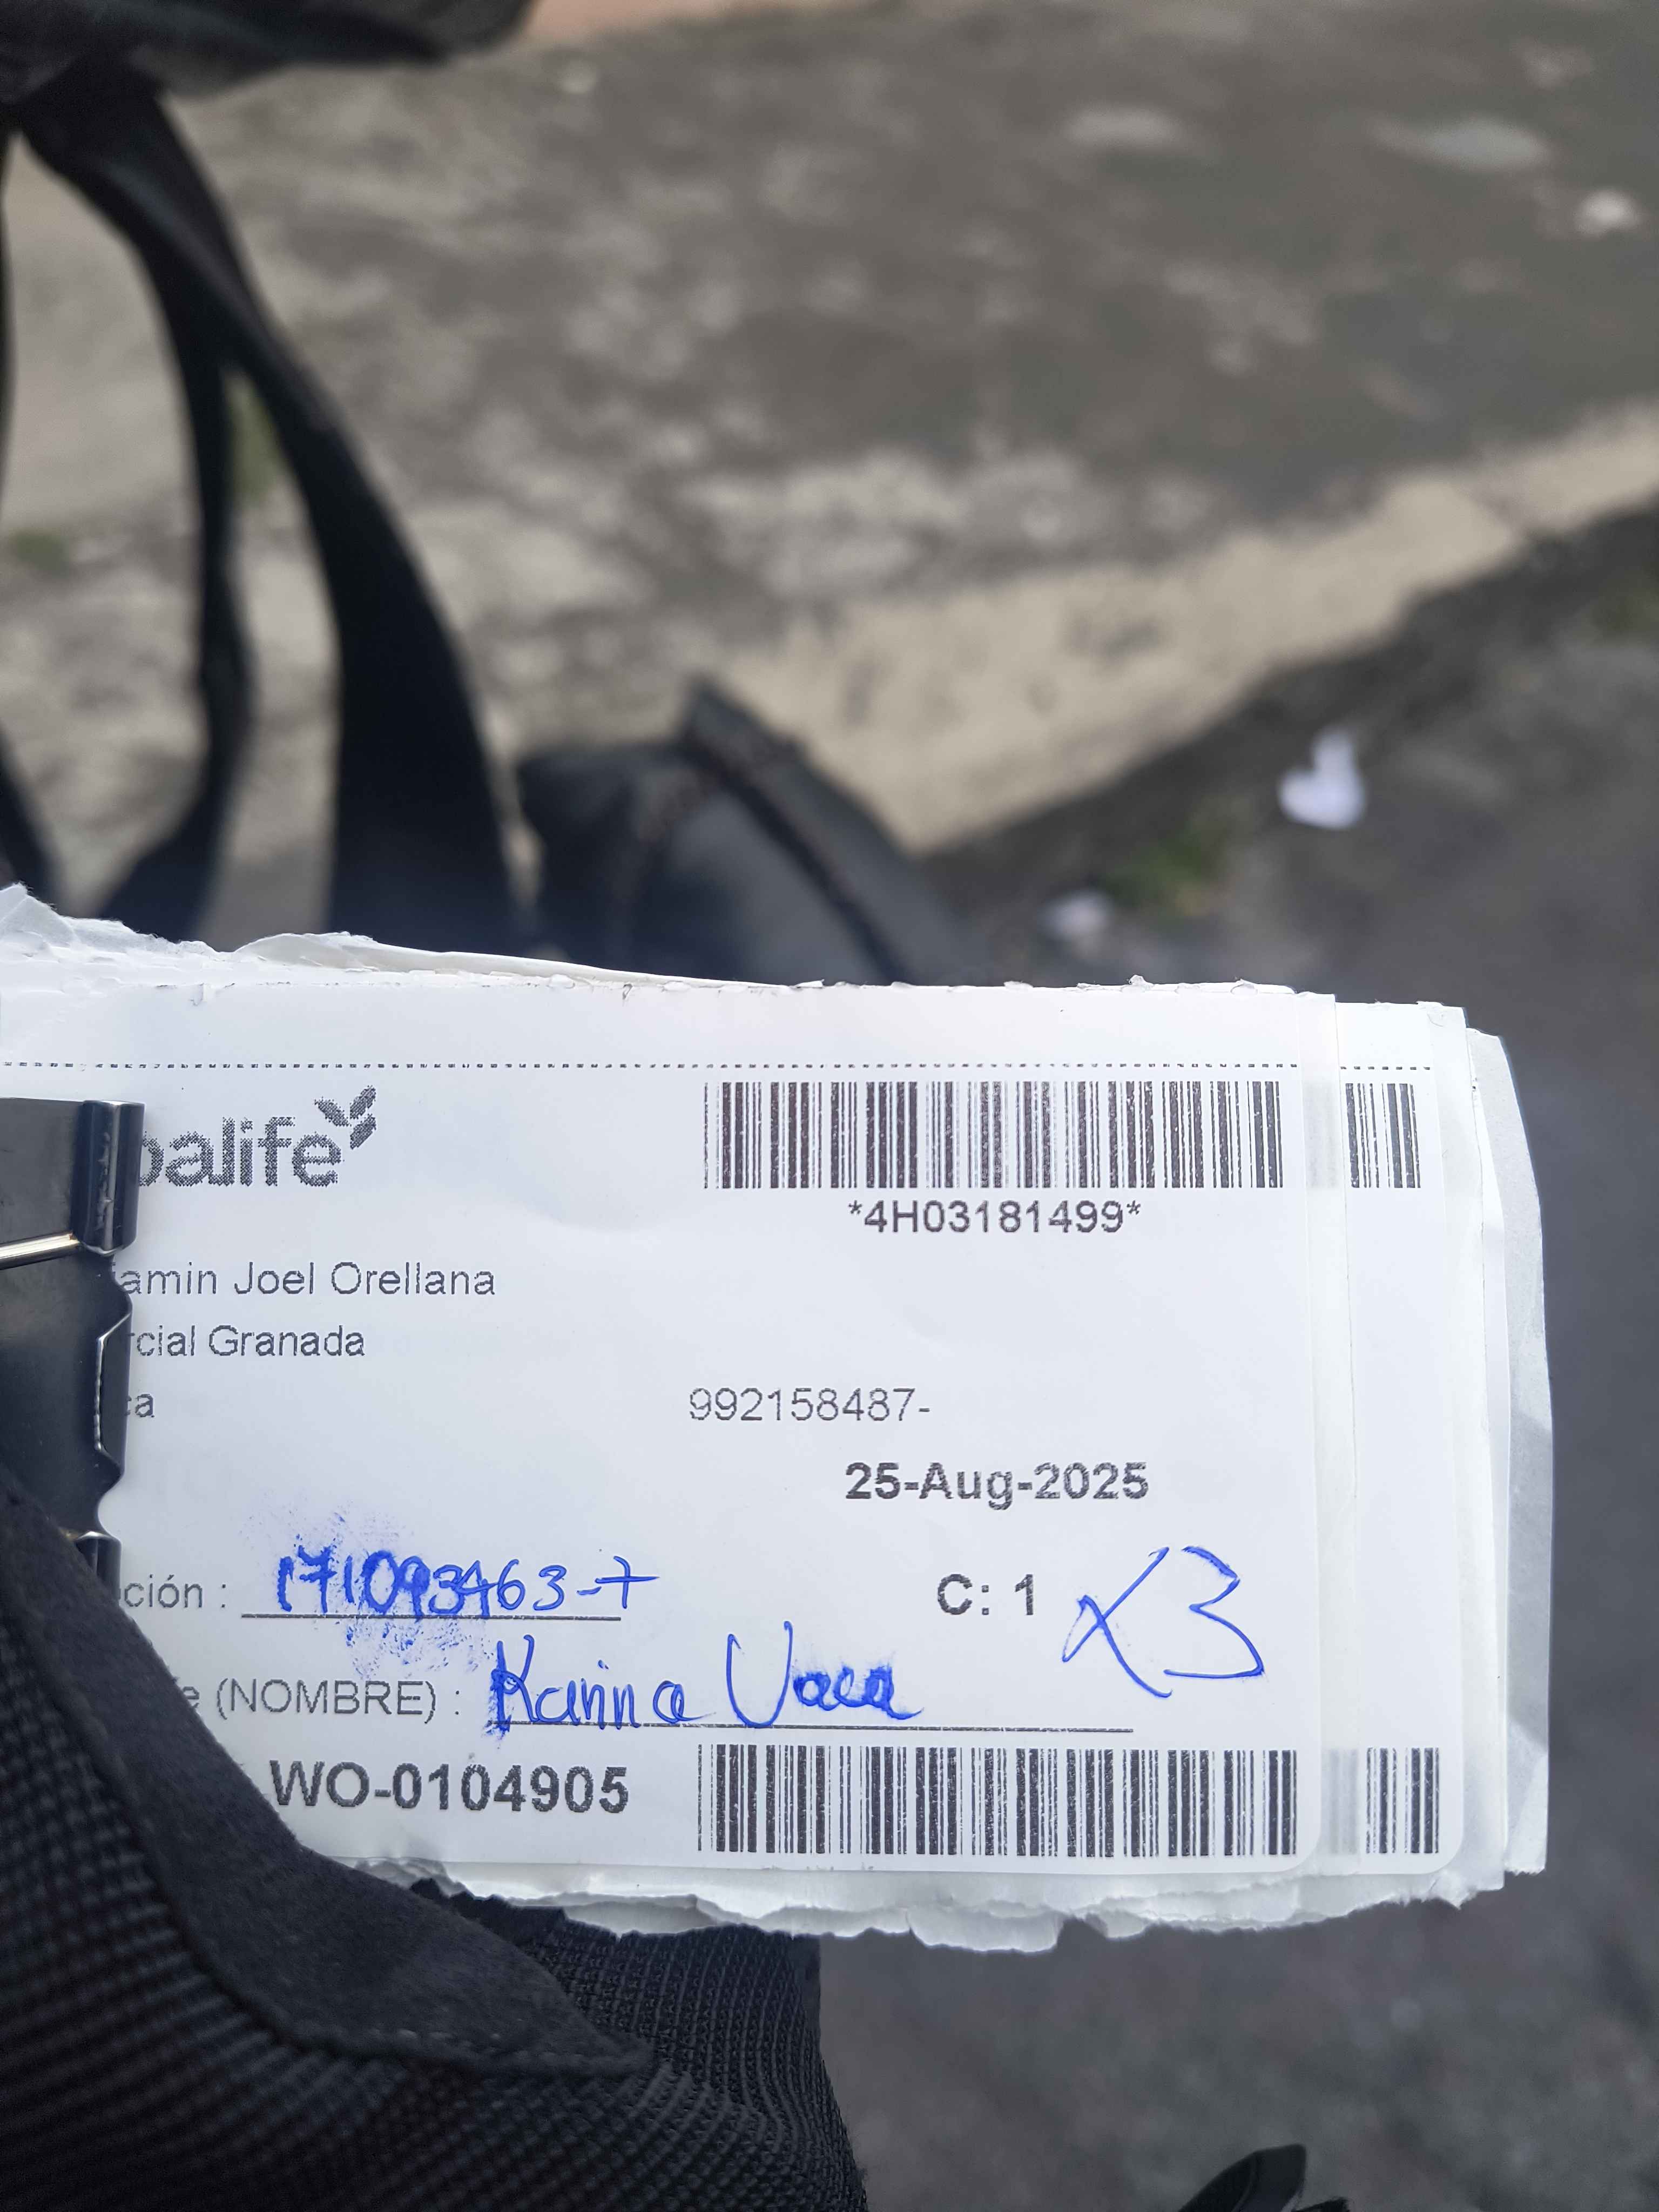 balife
*4H03181499*
amin Joel Orellana
rcial Granada
ca 992158487-
25-Aug-2025
ción : 171093463-7 C: 1 x3
e (NOMBRE) : Karina Vaca
WO-0104905